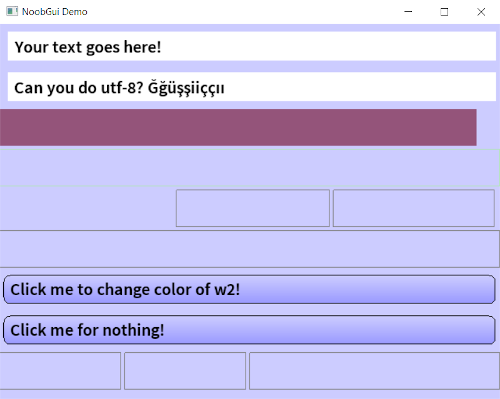 NoobGui Demo
Your text goes here!
Can you do utf-8? Ğğüşşiiççıı
Click me to change color of w2!
Click me for nothing!